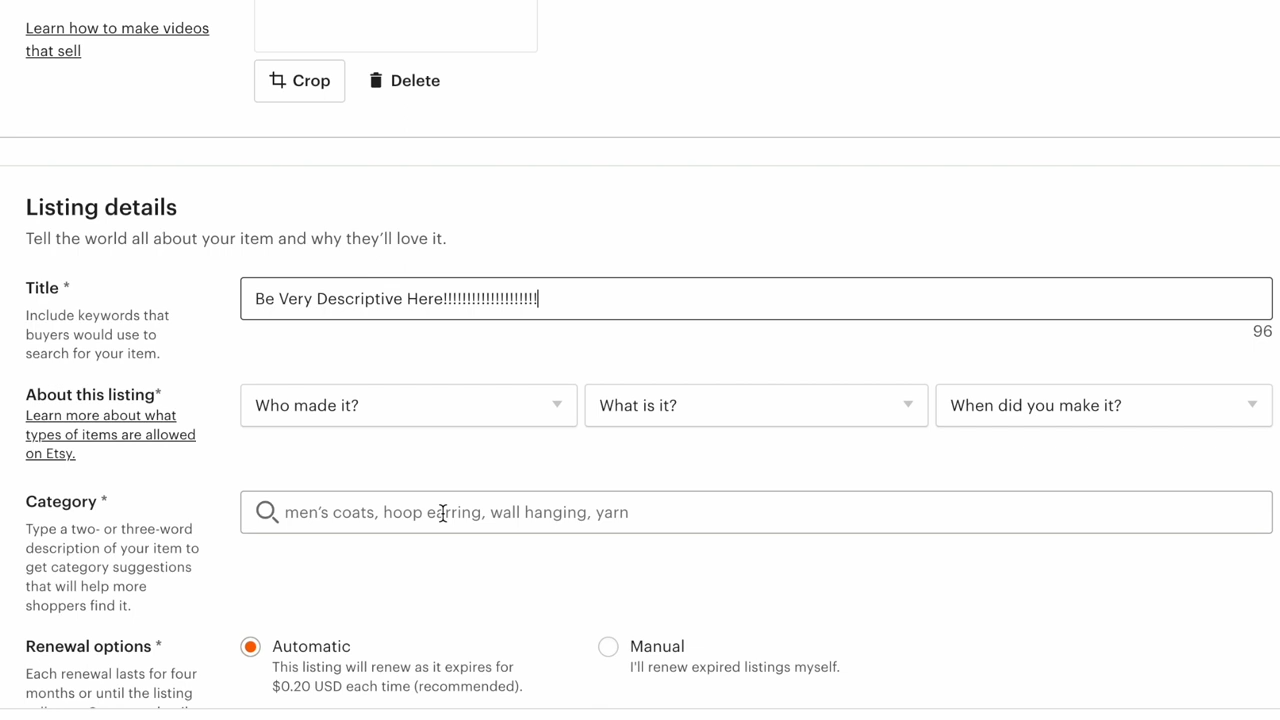 Learn how to make videos
that sell
Crop
Delete
Listing details
Tell the world all about your item and why they’ll love it.
Title *
Include keywords that
buyers would use to
search for your item.
Be Very Descriptive Here!!!!!!!!!!!!!!!!!!!!
96
About this listing*
Learn more about what
types of items are allowed
on Etsy.
Who made it?
What is it?
When did you make it?
Category *
Type a two- or three-word
description of your item to
get category suggestions
that will help more
shoppers find it.
men’s coats, hoop earring, wall hanging, yarn
Renewal options *
Each renewal lasts for four
months or until the listing
Automatic
This listing will renew as it expires for
$0.20 USD each time (recommended).
Manual
I'll renew expired listings myself.